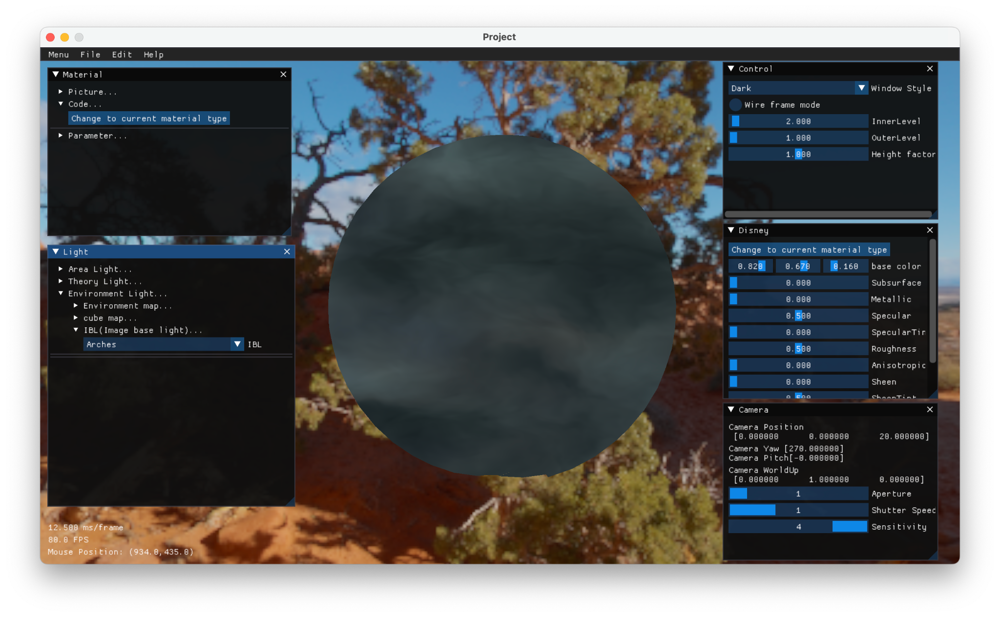 Project
Menu File Edit Help
Material
Picture...
Code...
Change to current material type
Parameter...
Light
Area Light...
Theory Light...
Environment Light...
Environment map...
cube map...
IBL(Image base light)...
Arches IBL
12.500 ms/frame
80.0 FPS
Mouse Position: (934.0,435.0)
Control
Dark Window Style
Wire frame mode
2.000 InnerLevel
1.000 OuterLevel
1.000 Height factor
Disney
Change to current material type
0.820 0.670 0.160 base color
0.000 Subsurface
0.000 Metallic
0.500 Specular
0.000 SpecularTin
0.500 Roughness
0.000 Anisotropic
0.000 Sheen
0.500 SheenTint
Camera
Camera Position
[0.000000 0.000000 20.000000]
Camera Yaw [270.000000]
Camera Pitch[-0.000000]
Camera WorldUp
[0.000000 1.000000 0.000000]
1 Aperture
1 Shutter Speed
4 Sensitivity